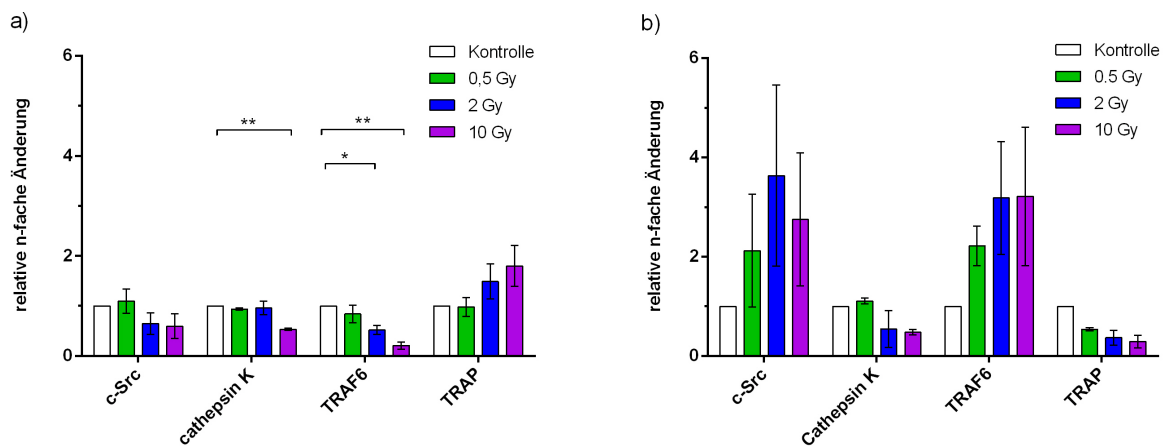 a)
relative n-fache Änderung
6
4
2
0
Kontrolle
0,5 Gy
2 Gy
10 Gy
**
**
*
c-Src
cathepsin K
TRAF6
TRAP
b)
relative n-fache Änderung
6
4
2
0
Kontrolle
0.5 Gy
2 Gy
10 Gy
c-Src
Cathepsin K
TRAF6
TRAP